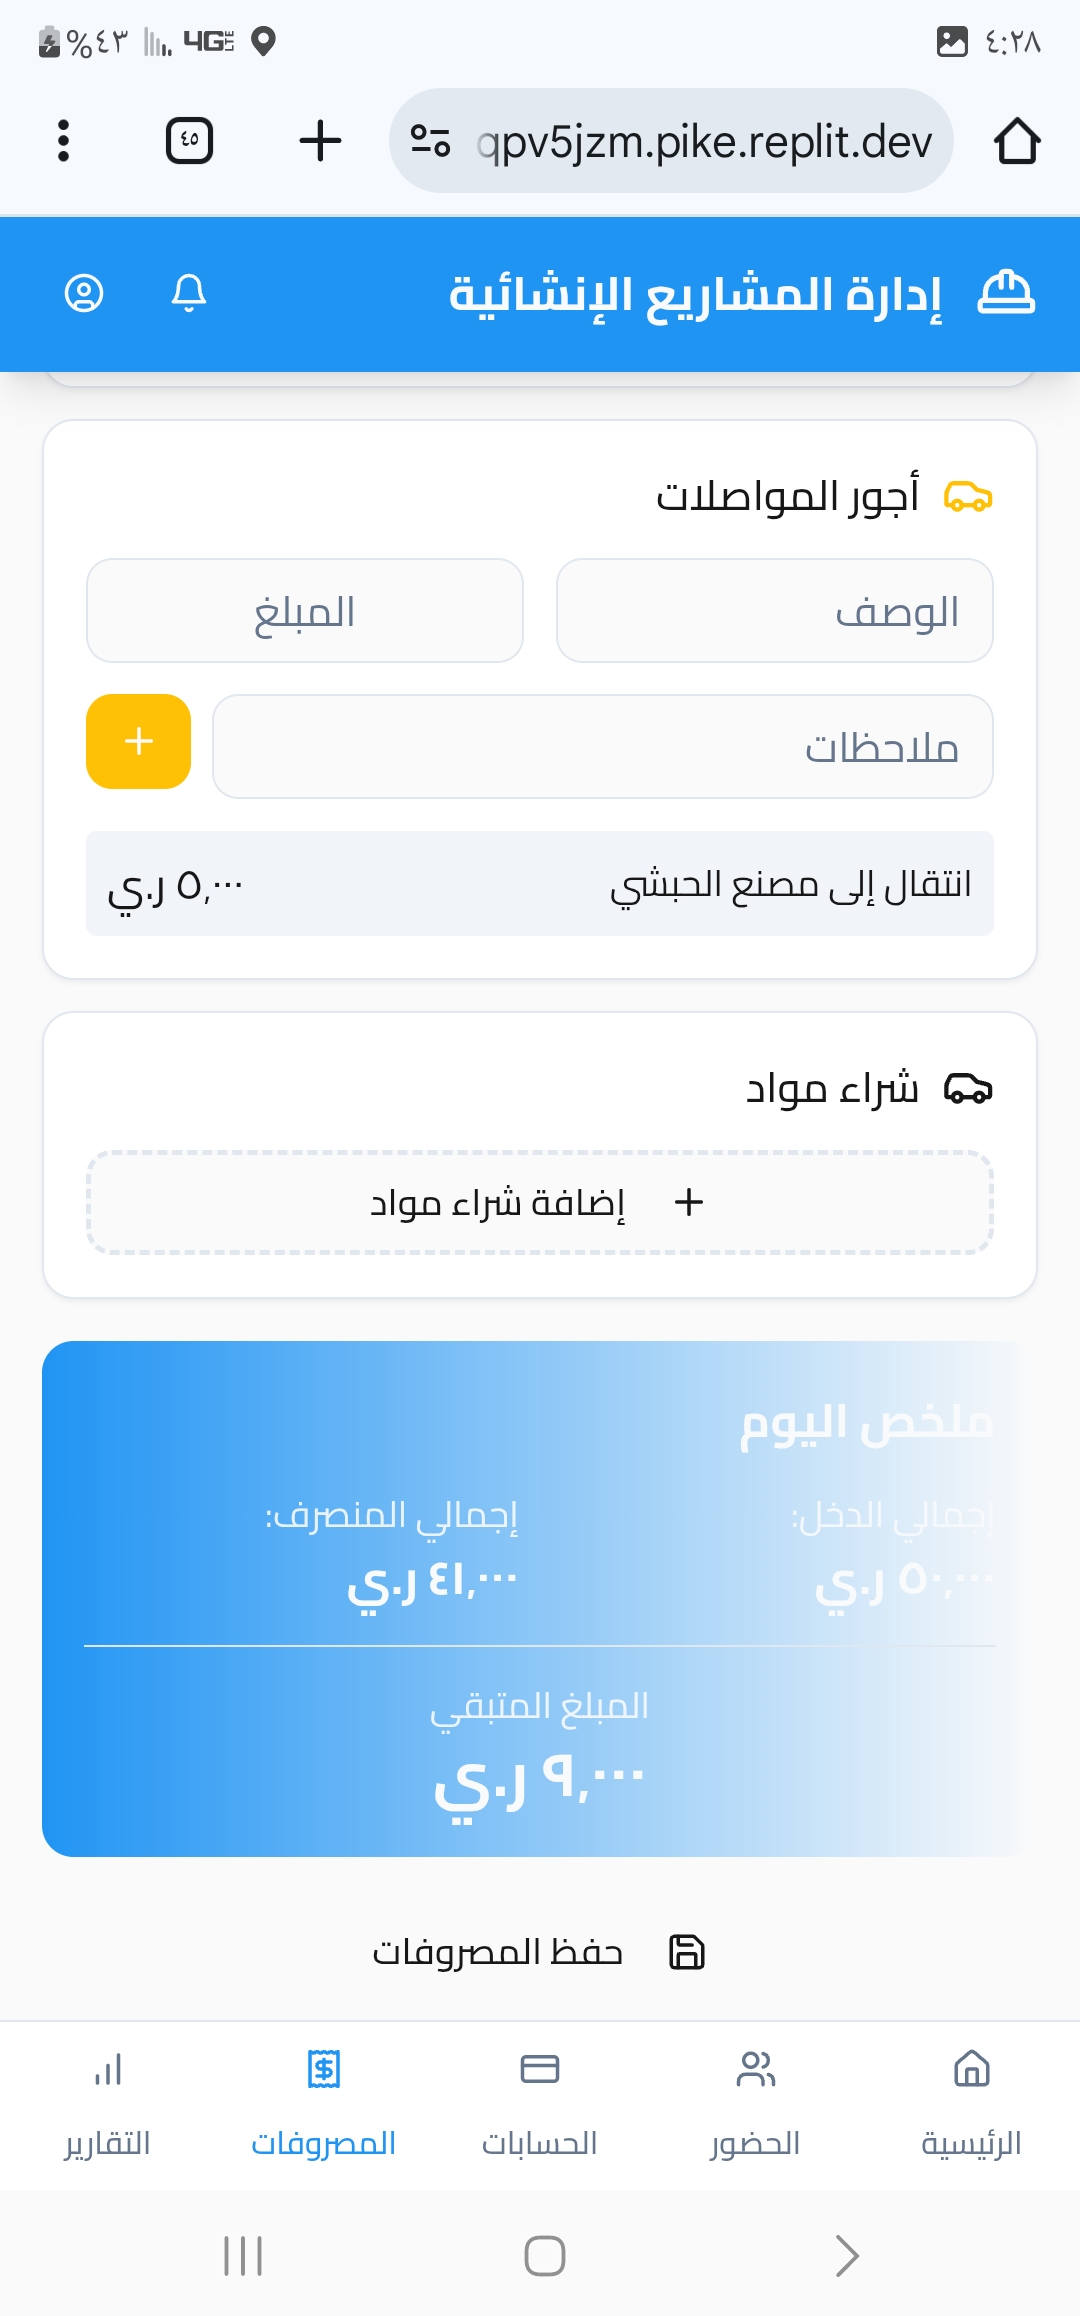 ٤:٢٨
4G LTE
%٤٣
qpv5jzm.pike.replit.dev
٤٥
إدارة المشاريع الإنشائية
أجور المواصلات
الوصف
المبلغ
ملاحظات
انتقال إلى مصنع الحبشي
٥,٠٠٠ ر.ي
شراء مواد
إضافة شراء مواد
ملخص اليوم
إجمالي الدخل:
٥٠,٠٠٠ ر.ي
إجمالي المنصرف:
٤١,٠٠٠ ر.ي
المبلغ المتبقي
٩,٠٠٠ ر.ي
حفظ المصروفات
الرئيسية
الحضور
الحسابات
المصروفات
التقارير